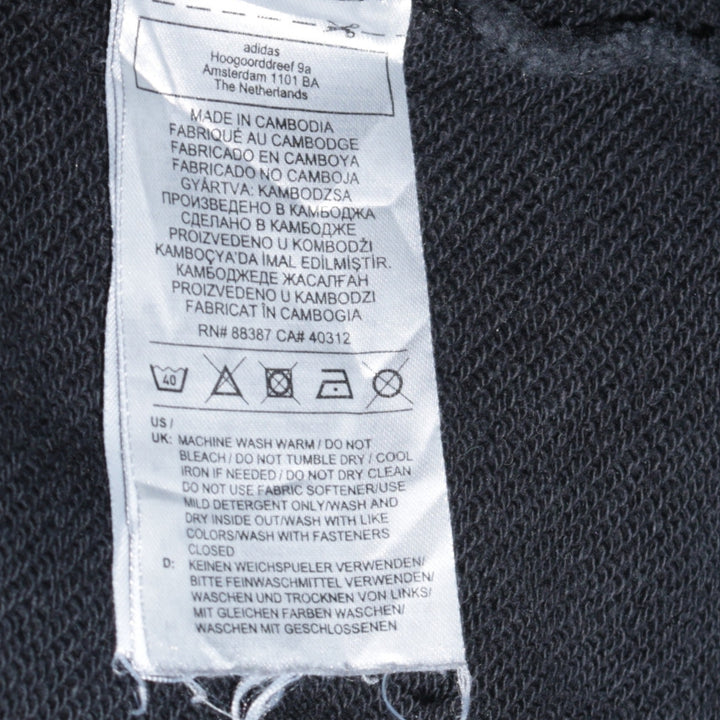 adidas
Hoogoorddreef 9a
Amsterdam 1101 BA
The Netherlands
MADE IN CAMBODIA
FABRIQUÉ AU CAMBODGE
FABRICADO EN CAMBOYA
FABRICADO NO CAMBOJA
GYÁRTVA: KAMBODZSA
ПРОИЗВЕДЕНО В КАМБОДЖА
СДЕЛАНО В КАМБОДЖЕ
PROIZVEDENO U KOMBODŽI
KAMBOÇYA'DA IMAL EDİLMİŞTİR.
КАМБОДЖЕДЕ ЖАСАЛҒАН
PROIZVEDENO U KAMBODZI
FABRICAT ÎN CAMBOGIA
RN# 88387 CA# 40312
40
US /
UK: MACHINE WASH WARM / DO NOT
BLEACH / DO NOT TUMBLE DRY / COOL
IRON IF NEEDED / DO NOT DRY CLEAN
DO NOT USE FABRIC SOFTENER/USE
MILD DETERGENT ONLY/WASH AND
DRY INSIDE OUT/WASH WITH LIKE
COLORS/WASH WITH FASTENERS
CLOSED
D: KEINEN WEICHSPUELER VERWENDEN/
BITTE FEINWASCHMITTEL VERWENDEN/
WASCHEN UND TROCKNEN VON LINKS/
MIT GLEICHEN FARBEN WASCHEN/
WASCHEN MIT GESCHLOSSENEN